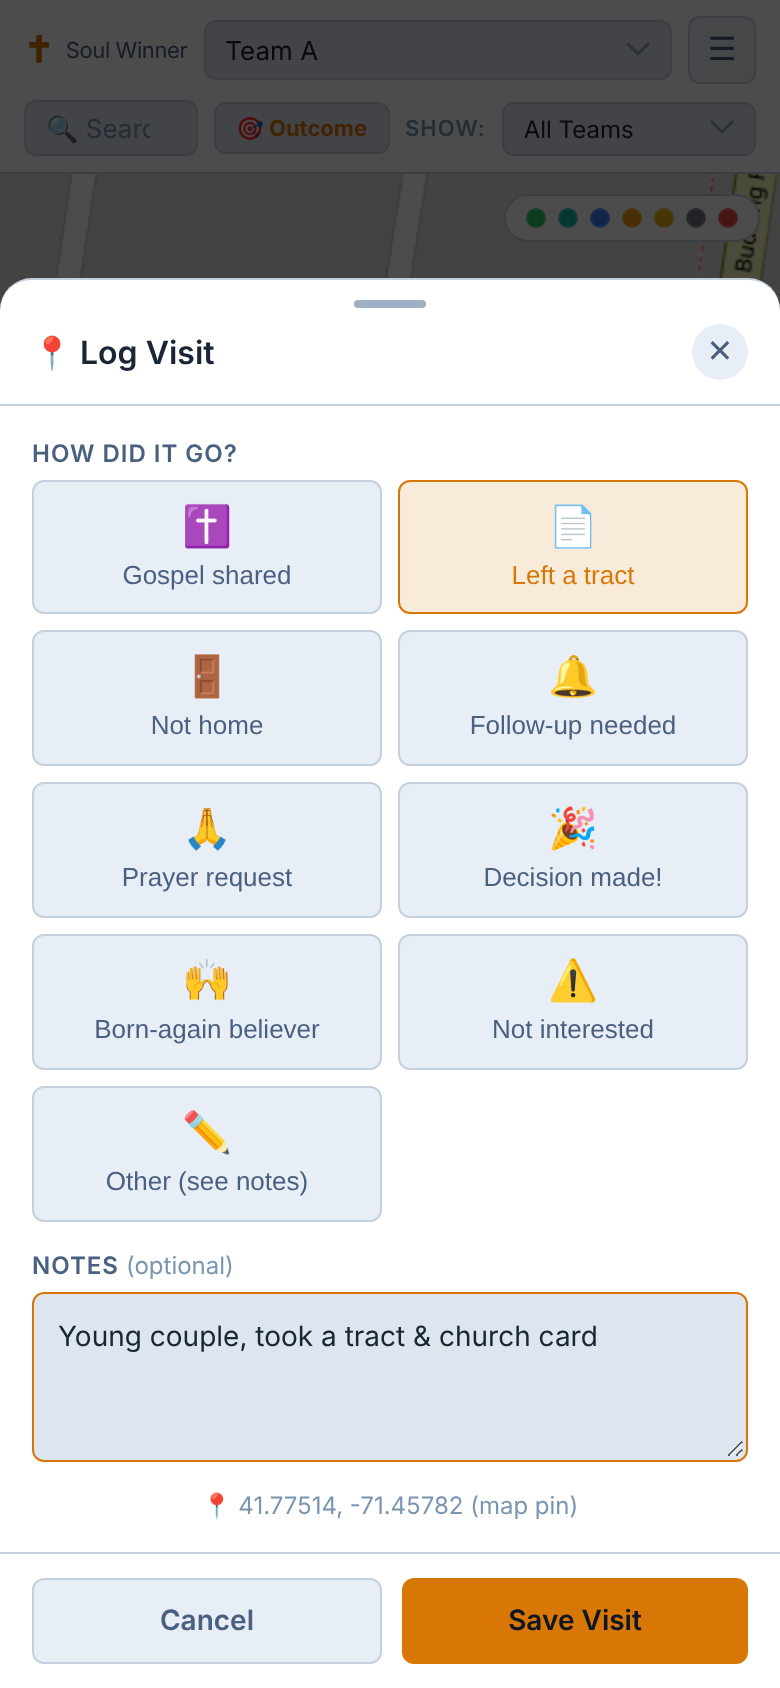 Soul Winner
Team A
Outcome
SHOW:
All Teams
Log Visit
HOW DID IT GO?
Gospel shared
Left a tract
Not home
Follow-up needed
Prayer request
Decision made!
Born-again believer
Not interested
Other (see notes)
NOTES (optional)
Young couple, took a tract & church card
41.77514, -71.45782 (map pin)
Cancel
Save Visit